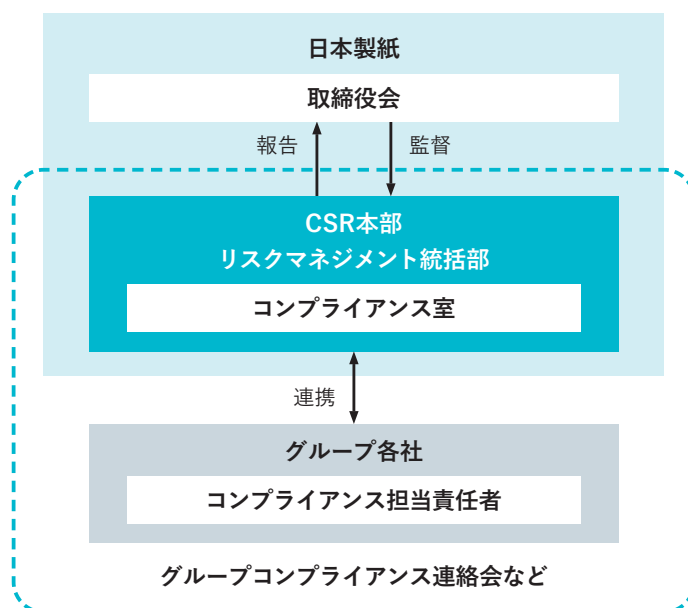 日本製紙
取締役会
報告
監督
CSR本部
リスクマネジメント統括部
コンプライアンス室
連携
グループ各社
コンプライアンス担当責任者
グループコンプライアンス連絡会など